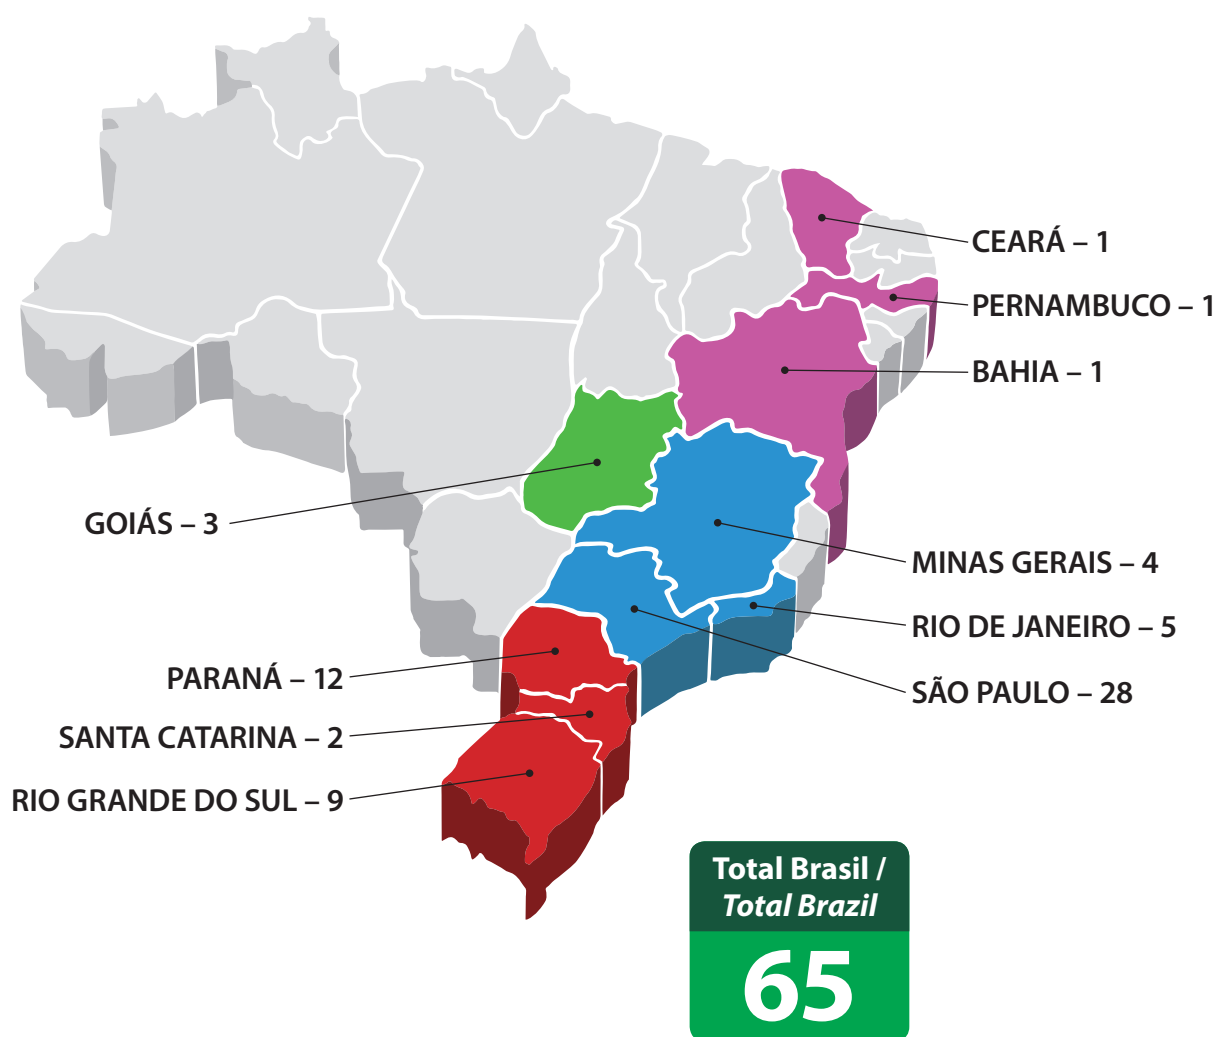 CEARÁ – 1
PERNAMBUCO – 1
BAHIA – 1
GOIÁS – 3
MINAS GERAIS – 4
RIO DE JANEIRO – 5
PARANÁ – 12
SÃO PAULO – 28
SANTA CATARINA – 2
RIO GRANDE DO SUL – 9
Total Brasil /
Total Brazil
65